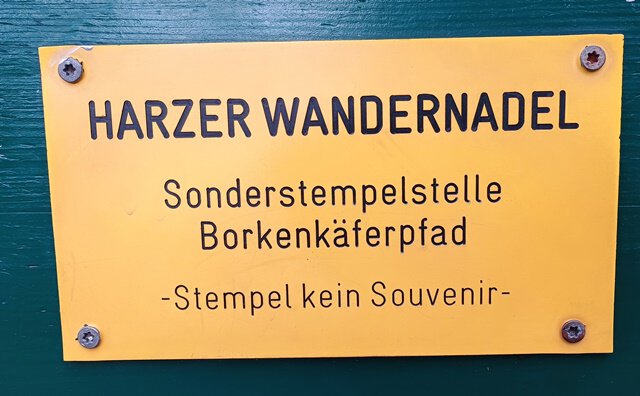 HARZER WANDERNADEL
Sonderstempelstelle
Borkenkäferpfad
-Stempel kein Souvenir-